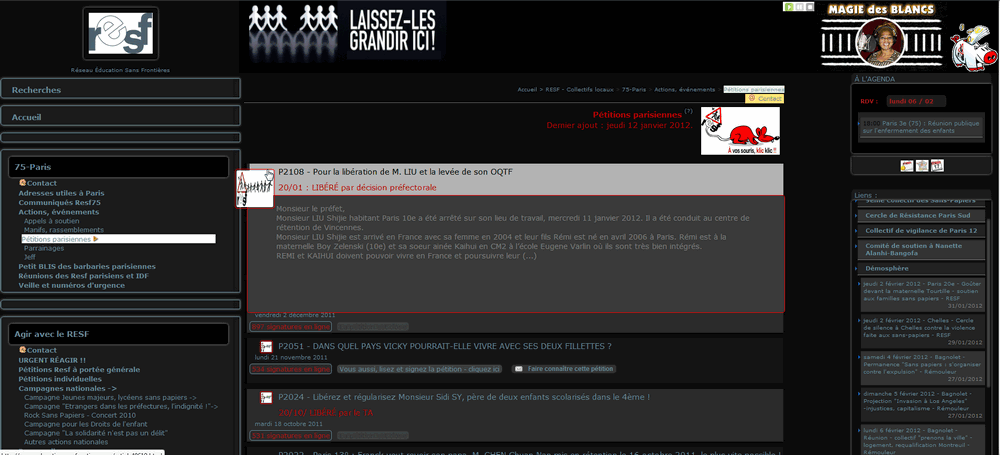 resf
Réseau Éducation Sans Frontières
LAISSEZ-LES
GRANDIR ICI !
MAGIE des BLANCS
Recherches
Accueil
75-Paris
Contact
Adresses utiles à Paris
Communiqués Resf75
Actions, événements
Appels à soutien
Manifs, rassemblements
Pétitions parisiennes
Parrainages
Jeff
Petit BLIS des barbaries parisiennes
Réunions des Resf parisiens et IDF
Veille et numéros d'urgence
Agir avec le RESF
Contact
URGENT RÉAGIR !!
Pétitions Resf à portée générale
Pétitions individuelles
Campagnes nationales ->
Campagne Jeunes majeurs, lycéens sans papiers ->
Campagne "Etrangers dans les préfectures, l'indignité !"->
Rock Sans Papiers - Concert 2010
Campagne pour les Droits de l'enfant
Campagne "La solidarité n'est pas un délit"
Autres actions nationales
Accueil > RESF - Collectifs locaux > 75-Paris > Actions, événements > Pétitions parisiennes
Contact
Pétitions parisiennes (?)
Dernier ajout : jeudi 12 janvier 2012.
A vos souris, clic clic !!
P2108 - Pour la libération de M. LIU et la levée de son OQTF
20/01 : LIBÉRÉ par décision préfectorale
Monsieur le préfet,
Monsieur LIU Shijie habitant Paris 10e a été arrêté sur son lieu de travail, mercredi 11 janvier 2012. Il a été conduit au centre de
rétention de Vincennes.
Monsieur LIU Shijie est arrivé en France avec sa femme en 2004 et leur fils Rémi est né en avril 2006 à Paris. Rémi est à la
maternelle Boy Zelenski (10e) et sa soeur ainée Kaihui en CM2 à l'école Eugene Varlin où ils sont très bien intégrés.
REMI et KAIHUI doivent pouvoir vivre en France et poursuivre leur (...)
vendredi 2 décembre 2011
signatures en ligne
P2051 - DANS QUEL PAYS VICKY POURRAIT-ELLE VIVRE AVEC SES DEUX FILLETTES ?
lundi 21 novembre 2011
534 signatures en ligne
Vous aussi, lisez et signez la pétition - cliquez ici
Faire connaître cette pétition
P2024 - Libérez et régularisez Monsieur Sidi SY, père de deux enfants scolarisés dans le 4ème !
20/10/ LIBÉRÉ par le TA
mardi 18 octobre 2011
signatures en ligne
À L'AGENDA
RDV :
lundi 06 / 02
Paris 3e (75) : Réunion publique
sur l'enfermement des enfants
Liens :
Cercle de Résistance Paris Sud
Collectif de vigilance de Paris 12
Comité de soutien à Nanette
Alanhi-Bangofa
Démosphère
jeudi 2 février 2012 - Paris 20e - Goûter
devant la maternelle Tourtille - soutien
aux familles sans papiers - RESF
31/01/2012
jeudi 2 février 2012 - Chelles - Cercle
de silence à Chelles contre la violence
faite aux sans-papiers - RESF
29/01/2012
samedi 4 février 2012 - Bagnolet -
Permanence "Sans papiers : s'organiser
contre l'expulsion" - Rémouleur
27/01/2012
dimanche 5 février 2012 - Bagnolet -
Projection "Invasion à Los Angeles"
-injustices, capitalisme - Rémouleur
27/01/2012
lundi 6 février 2012 - Bagnolet -
Réunion - collectif "prenons la ville" -
logement, requalification Montreuil -
Rémouleur